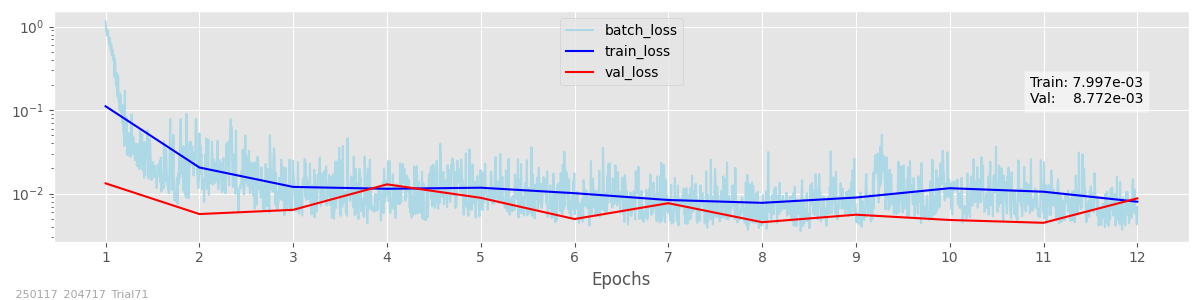 batch_loss
train_loss
val_loss
Train: 7.997e-03
Val: 8.772e-03
10⁰
10⁻¹
10⁻²
1 2 3 4 5 6 7 8 9 10 11 12
Epochs
250117_204717_Trial71